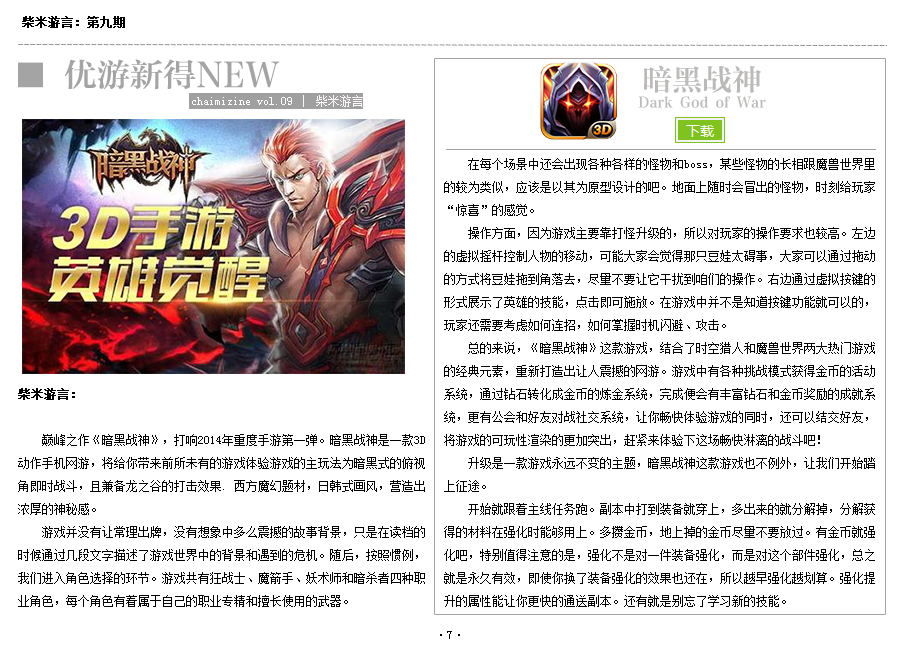 柴米游言：第九期
优游新得NEW
chaimizine vol.09 | 柴米游言
暗黑战神
3D手游
英雄觉醒
柴米游言：
巅峰之作《暗黑战神》，打响2014年重度手游第一弹。暗黑战神是一款3D
动作手机网游，将给你带来前所未有的游戏体验游戏的主玩法为暗黑式的俯视
角即时战斗，且兼备龙之谷的打击效果. 西方魔幻题材，日韩式画风，营造出
浓厚的神秘感。
游戏并没有让常理出牌，没有想象中多么震撼的故事背景，只是在读档的
时候通过几段文字描述了游戏世界中的背景和遇到的危机。随后，按照惯例，
我们进入角色选择的环节。游戏共有狂战士、魔箭手、妖术师和暗杀者四种职
业角色，每个角色有着属于自己的职业专精和擅长使用的武器。
3D
暗黑战神
Dark God of War
下载
在每个场景中还会出现各种各样的怪物和boss，某些怪物的长相跟魔兽世界里
的较为类似，应该是以其为原型设计的吧。地面上随时会冒出的怪物，时刻给玩家
“惊喜”的感觉。
操作方面，因为游戏主要靠打怪升级的，所以对玩家的操作要求也较高。左边
的虚拟摇杆控制人物的移动，可能大家会觉得那只豆娃太碍事，大家可以通过拖动
的方式将豆娃拖到角落去，尽量不要让它干扰到咱们的操作。右边通过虚拟按键的
形式展示了英雄的技能，点击即可施放。在游戏中并不是知道按键功能就可以的，
玩家还需要考虑如何连招，如何掌握时机闪避、攻击。
总的来说，《暗黑战神》这款游戏，结合了时空猎人和魔兽世界两大热门游戏
的经典元素，重新打造出让人震撼的网游。游戏中有各种挑战模式获得金币的活动
系统，通过钻石转化成金币的炼金系统，完成便会有丰富钻石和金币奖励的成就系
统，更有公会和好友对战社交系统，让你畅快体验游戏的同时，还可以结交好友，
将游戏的可玩性渲染的更加突出，赶紧来体验下这场畅快淋漓的战斗吧！
升级是一款游戏永远不变的主题，暗黑战神这款游戏也不例外，让我们开始踏
上征途。
开始就跟着主线任务跑。副本中打到装备就穿上，多出来的就分解掉，分解获
得的材料在强化时能够用上。多攒金币，地上掉的金币尽量不要放过。有金币就强
化吧，特别值得注意的是，强化不是对一件装备强化，而是对这个部件强化，总之
就是永久有效，即使你换了装备强化的效果也还在，所以越早强化越划算。强化提
升的属性能让你更快的通送副本。还有就是别忘了学习新的技能。
·7·